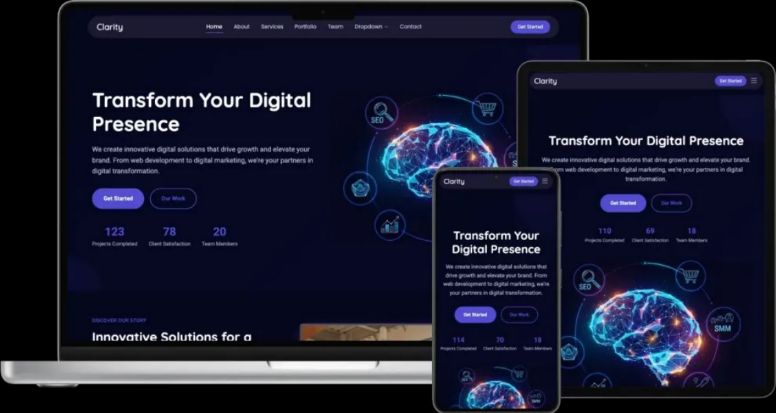 Clarity
Home About Services Portfolio Team Dropdown Contact
Get Started
Transform Your Digital
Presence
We create innovative digital solutions that drive growth and elevate your
brand. From web development to digital marketing, we're your partners in
digital transformation.
Get Started Our Work
123 78 20
Projects Completed Client Satisfaction Team Members
SEO
DISCOVER OUR STORY
Innovative Solutions for a
Clarity
Get Started
Transform Your
Digital Presence
We create innovative digital solutions that
drive growth and elevate your brand. From
web development to digital marketing, we're
your partners in digital transformation.
Get Started Our Work
114 70 18
Projects Completed Client Satisfaction Team Members
SMM
Clarity
Get Started
Transform Your Digital Presence
We create innovative digital solutions that drive growth and elevate your brand.
from web development to digital marketing, we're your partners in digital
transformation.
Get Started Our Work
110 69 18
Projects Completed Client Satisfaction Team Members
SEO
SMM